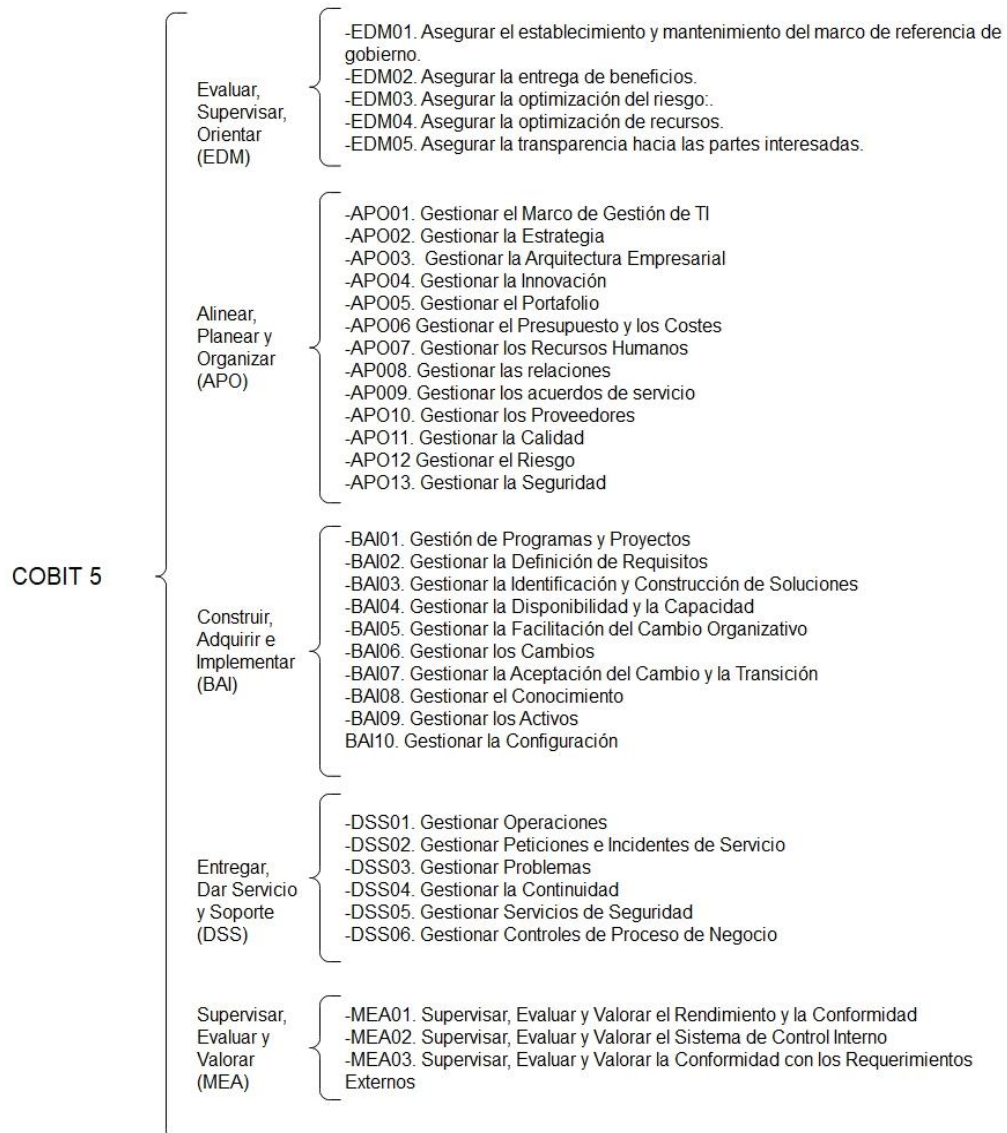 -EDM01. Asegurar el establecimiento y mantenimiento del marco de referencia de
gobierno.
-EDM02. Asegurar la entrega de beneficios.
-EDM03. Asegurar la optimización del riesgo:.
-EDM04. Asegurar la optimización de recursos.
-EDM05. Asegurar la transparencia hacia las partes interesadas.
Evaluar,
Supervisar,
Orientar
(EDM)
-APO01. Gestionar el Marco de Gestión de TI
-APO02. Gestionar la Estrategia
-APO03.  Gestionar la Arquitectura Empresarial
-APO04. Gestionar la Innovación
-APO05. Gestionar el Portafolio
-APO06 Gestionar el Presupuesto y los Costes
-APO07. Gestionar los Recursos Humanos
-AP008. Gestionar las relaciones
-AP009. Gestionar los acuerdos de servicio
-APO10. Gestionar los Proveedores
-APO11. Gestionar la Calidad
-APO12 Gestionar el Riesgo
-APO13. Gestionar la Seguridad
Alinear,
Planear y
Organizar
(APO)
COBIT 5
-BAI01. Gestión de Programas y Proyectos
-BAI02. Gestionar la Definición de Requisitos
-BAI03. Gestionar la Identificación y Construcción de Soluciones
-BAI04. Gestionar la Disponibilidad y la Capacidad
-BAI05. Gestionar la Facilitación del Cambio Organizativo
-BAI06. Gestionar los Cambios
-BAI07. Gestionar la Aceptación del Cambio y la Transición
-BAI08. Gestionar el Conocimiento
-BAI09. Gestionar los Activos
BAI10. Gestionar la Configuración
Construir,
Adquirir e
Implementar
(BAI)
-DSS01. Gestionar Operaciones
-DSS02. Gestionar Peticiones e Incidentes de Servicio
-DSS03. Gestionar Problemas
-DSS04. Gestionar la Continuidad
-DSS05. Gestionar Servicios de Seguridad
-DSS06. Gestionar Controles de Proceso de Negocio
Entregar,
Dar Servicio
y Soporte
(DSS)
-MEA01. Supervisar, Evaluar y Valorar el Rendimiento y la Conformidad
-MEA02. Supervisar, Evaluar y Valorar el Sistema de Control Interno
-MEA03. Supervisar, Evaluar y Valorar la Conformidad con los Requerimientos
Externos
Supervisar,
Evaluar y
Valorar
(MEA)